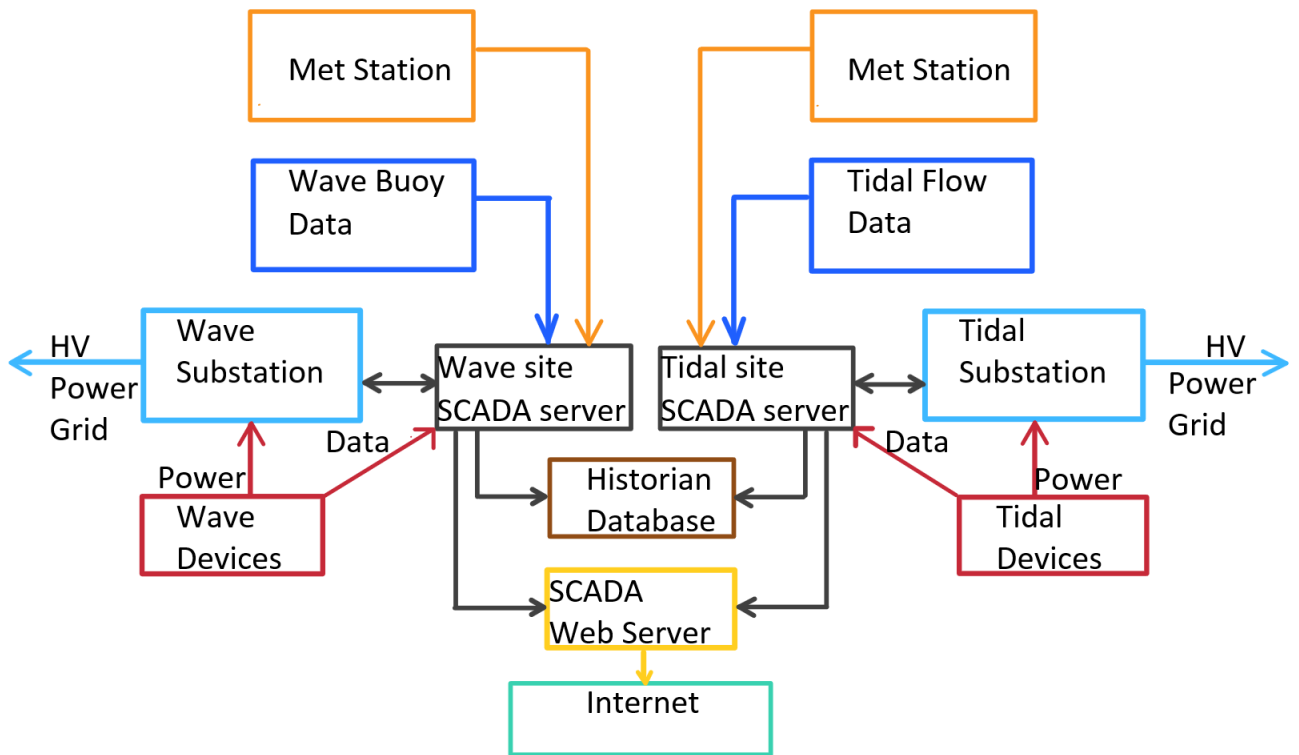 Met Station
Met Station
Wave Buoy
Data
Tidal Flow
Data
HV
Power
Grid
Wave
Substation
Wave site
SCADA server
Tidal site
SCADA server
Tidal
Substation
HV
Power
Grid
Data
Data
Power
Power
Wave
Devices
Historian
Database
Tidal
Devices
SCADA
Web Server
Internet